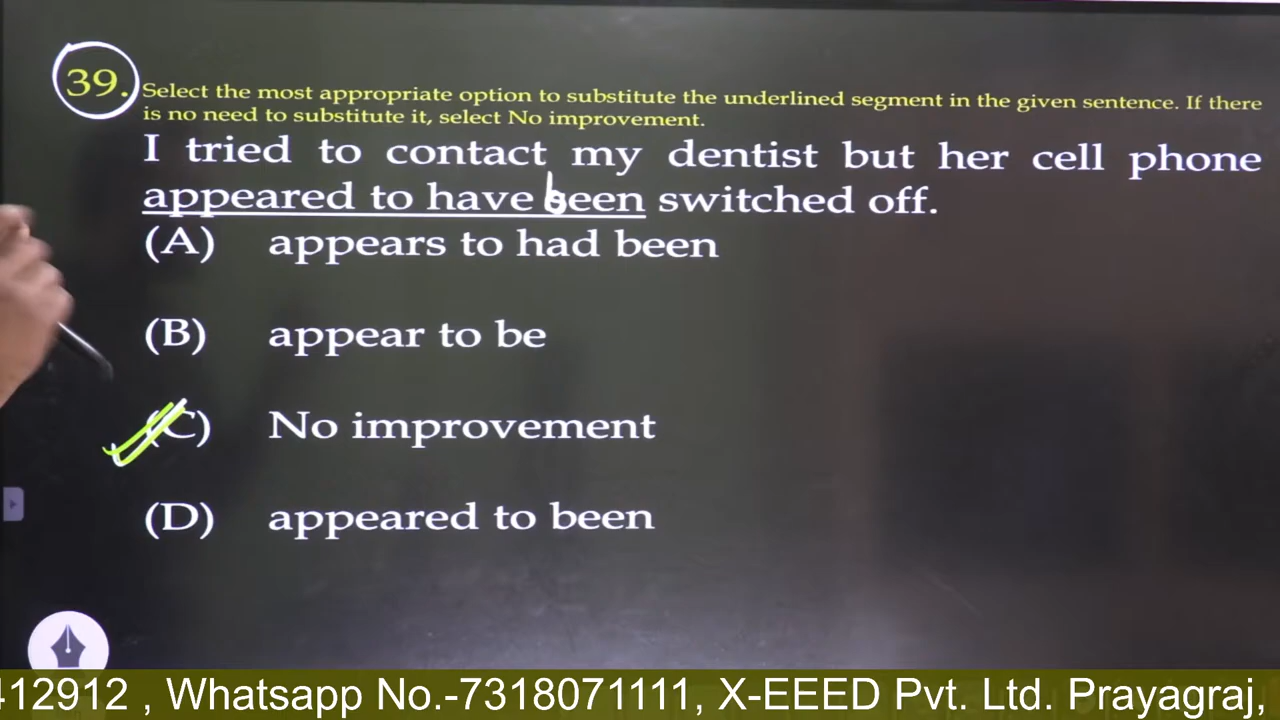 39. Select the most appropriate option to substitute the underlined segment in the given sentence. If there
is no need to substitute it, select No improvement.
I tried to contact my dentist but her cell phone
appeared to have been switched off.
(A) appears to had been
(B) appear to be
(C) No improvement
(D) appeared to been
412912 , Whatsapp No.-7318071111, X-EEED Pvt. Ltd. Prayagraj,